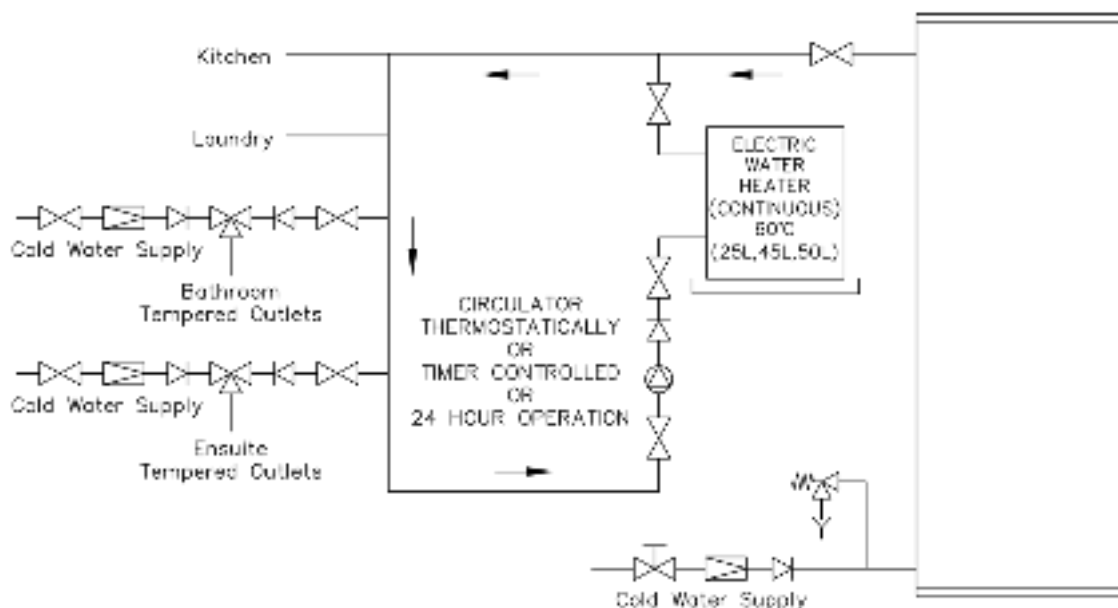 Kitchen
Laundry
Cold Water Supply
Bathroom
Tempered Outlets
Cold Water Supply
Ensuite
Tempered Outlets
CIRCULATOR
THERMOSTATICALLY
OR
TIMER CONTROLLED
OR
24 HOUR OPERATION
ELECTRIC
WATER
HEATER
(CONTINUOUS)
60°C
(25L,45L,50L)
Cold Water Supply